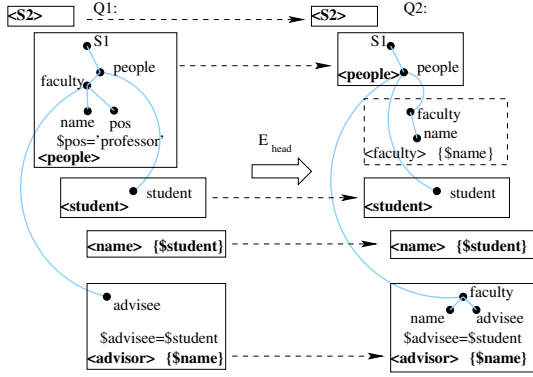 Q1:
Q2:
<S2>
<S2>
S1
people
faculty
name
pos
$pos='professor'
<people>
S1
people
<people>
faculty
name
<faculty> {$name}
E head
student
<student>
student
<student>
<name> {$student}
<name> {$student}
advisee
$advisee=$student
<advisor> {$name}
faculty
name
advisee
$advisee=$student
<advisor> {$name}